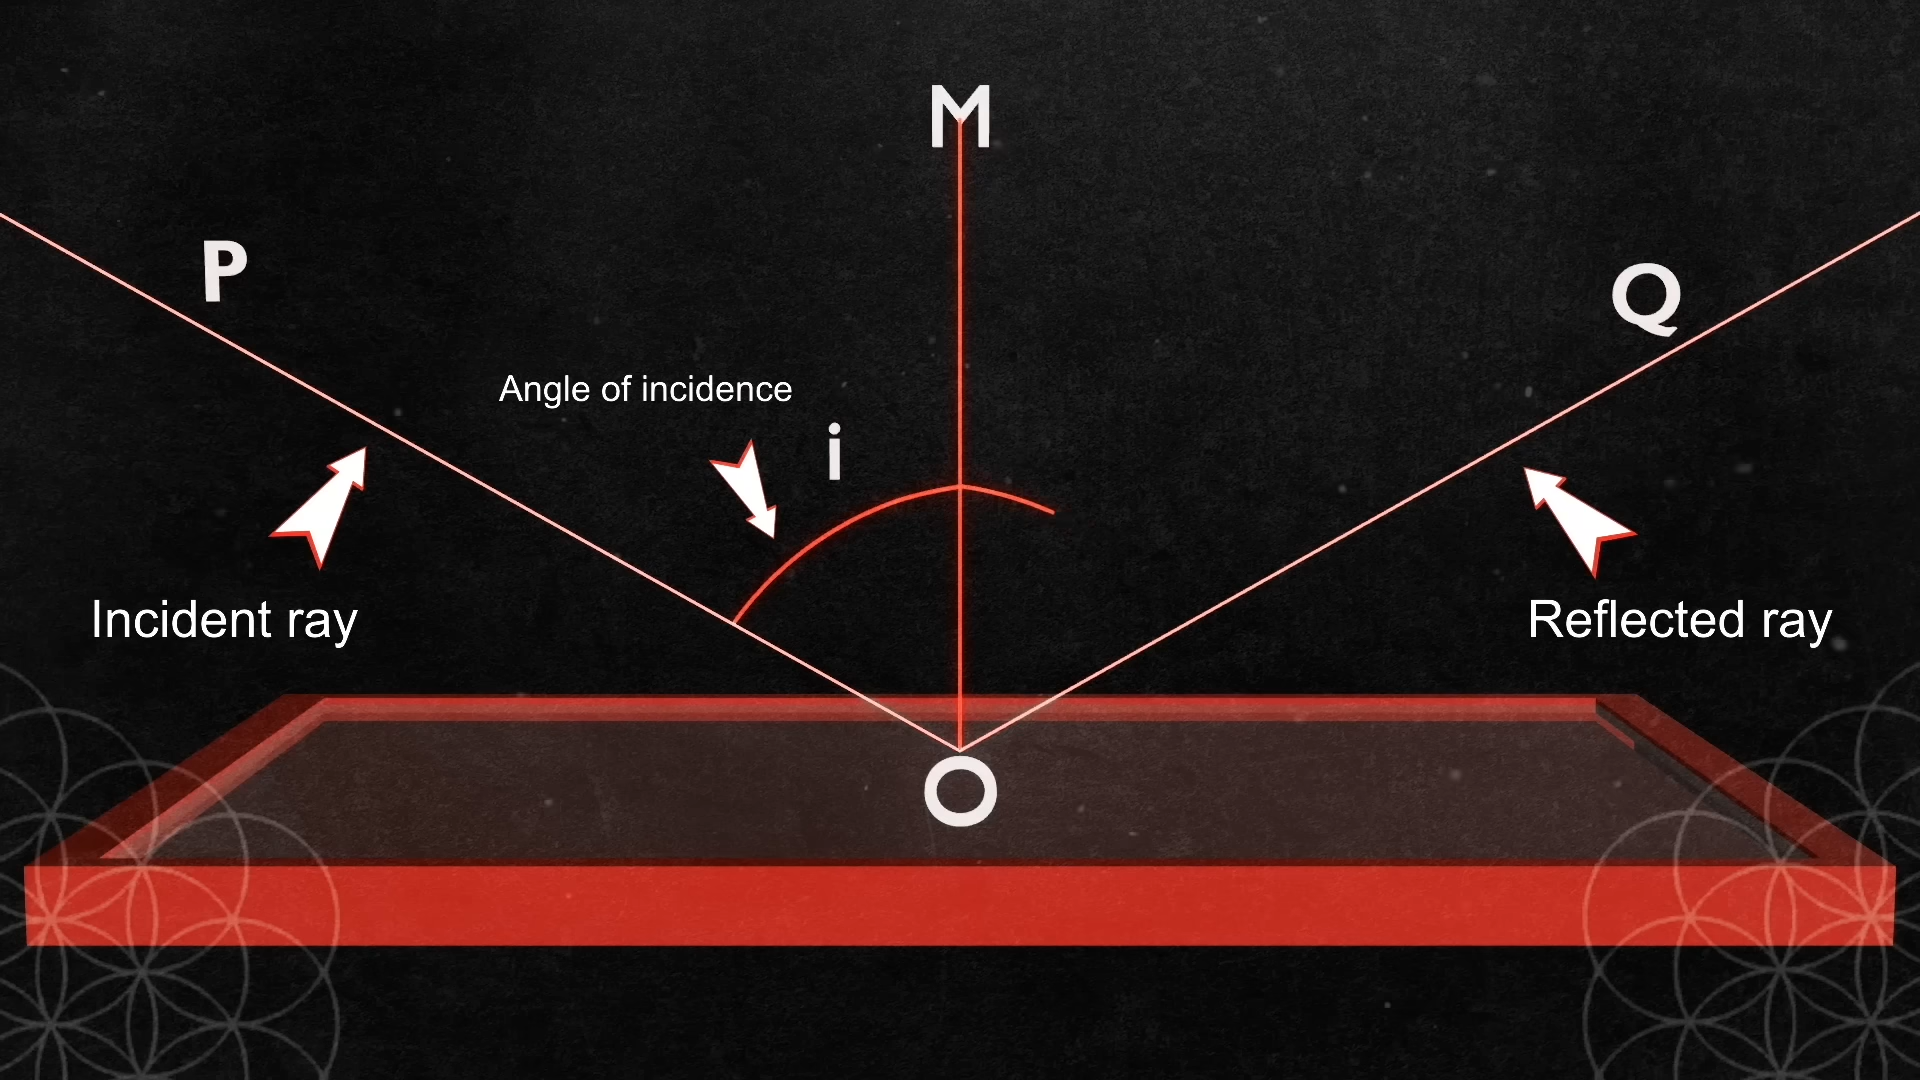 M
P
Q
Angle of incidence
i
Incident ray
Reflected ray
O